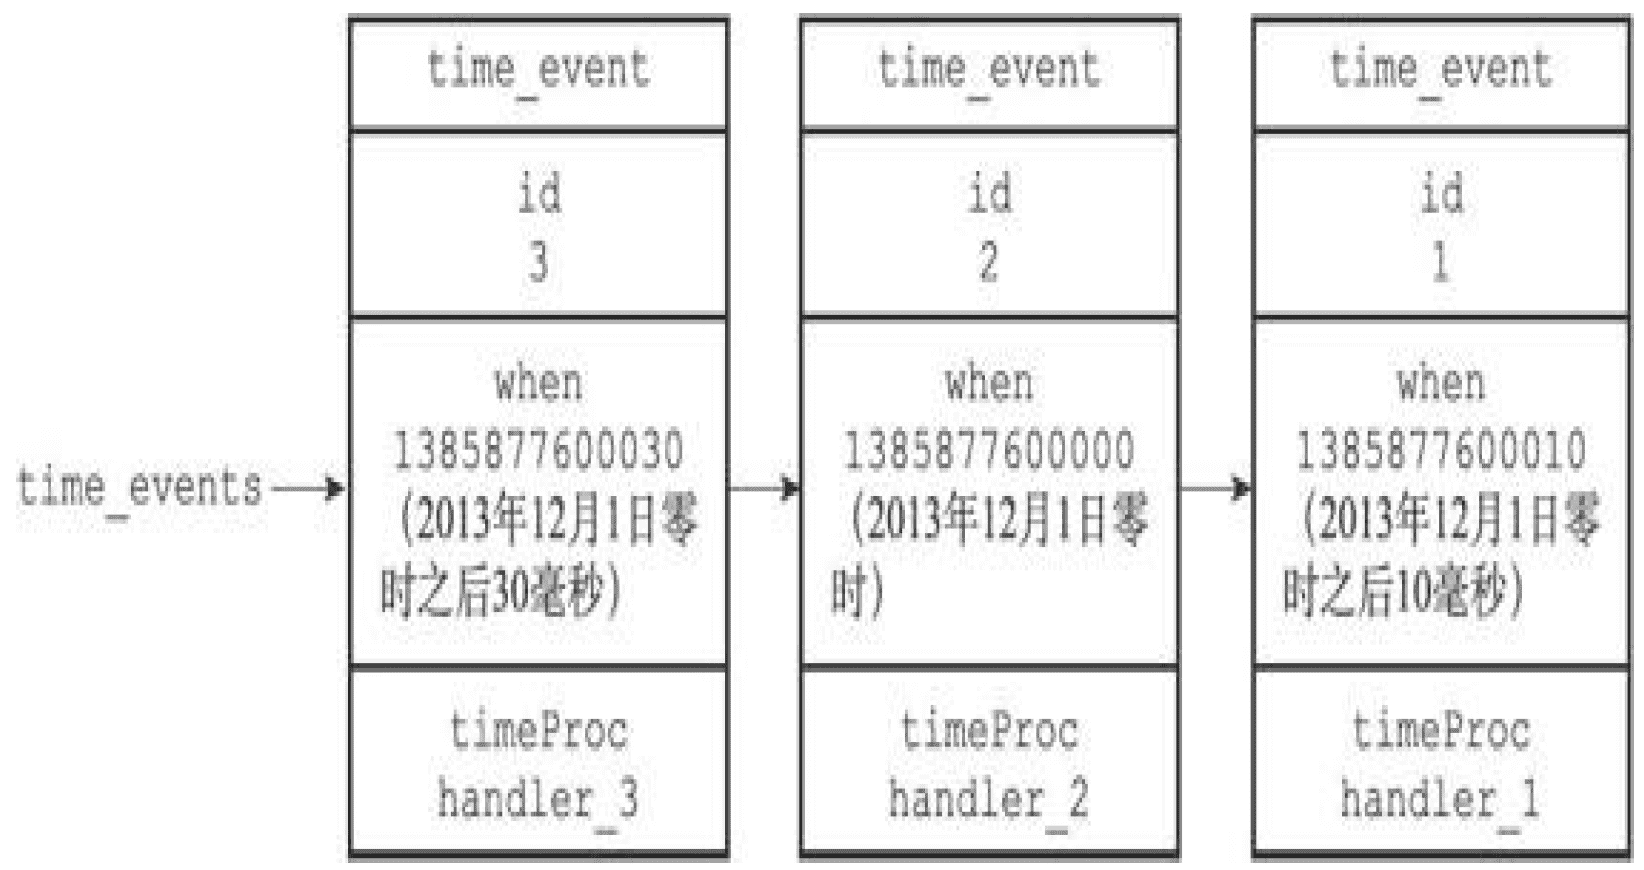 time_events
time_event
id
3
when
1385877600030
(2013年12月1日零
时之后30毫秒)
timeProc
handler_3
time_event
id
2
when
1385877600000
(2013年12月1日零
时)
timeProc
handler_2
time_event
id
1
when
1385877600010
(2013年12月1日零
时之后10毫秒)
timeProc
handler_1